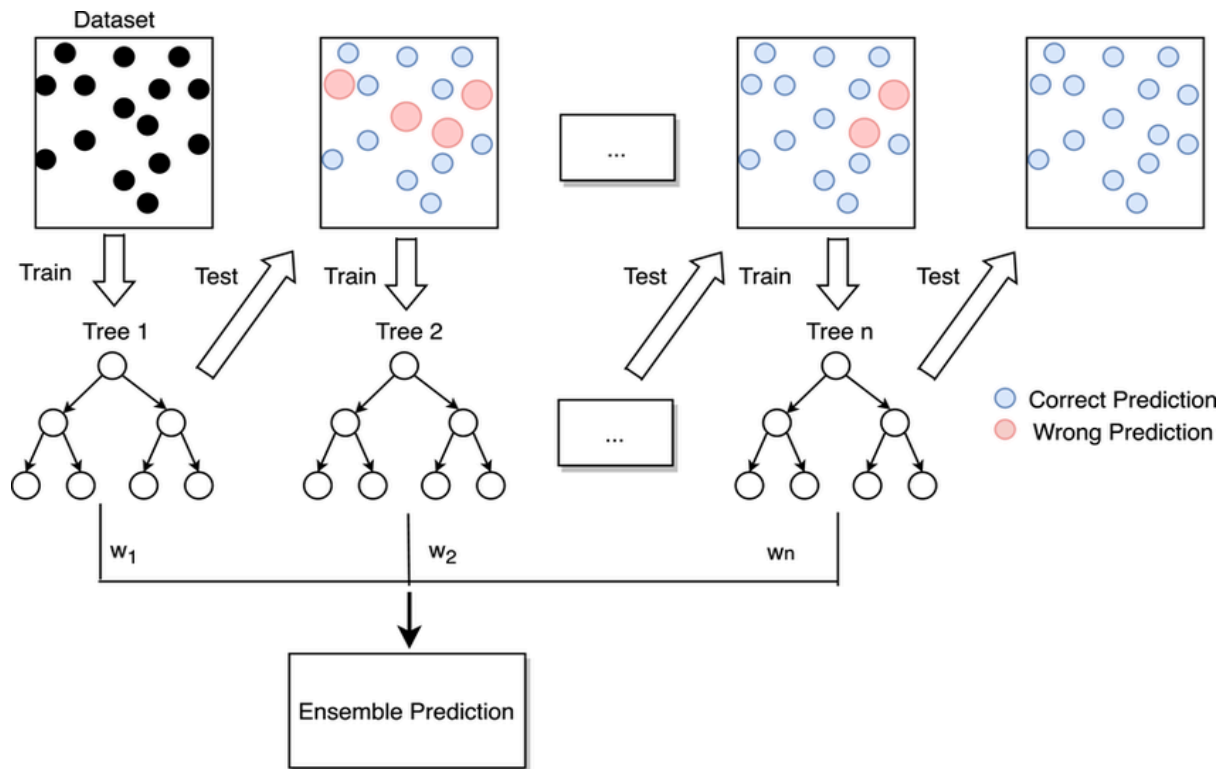 Dataset
...
Train
Test
Train
Test
Train
Test
Tree 1
Tree 2
Tree n
Correct Prediction
Wrong Prediction
...
w1
w2
wn
Ensemble Prediction